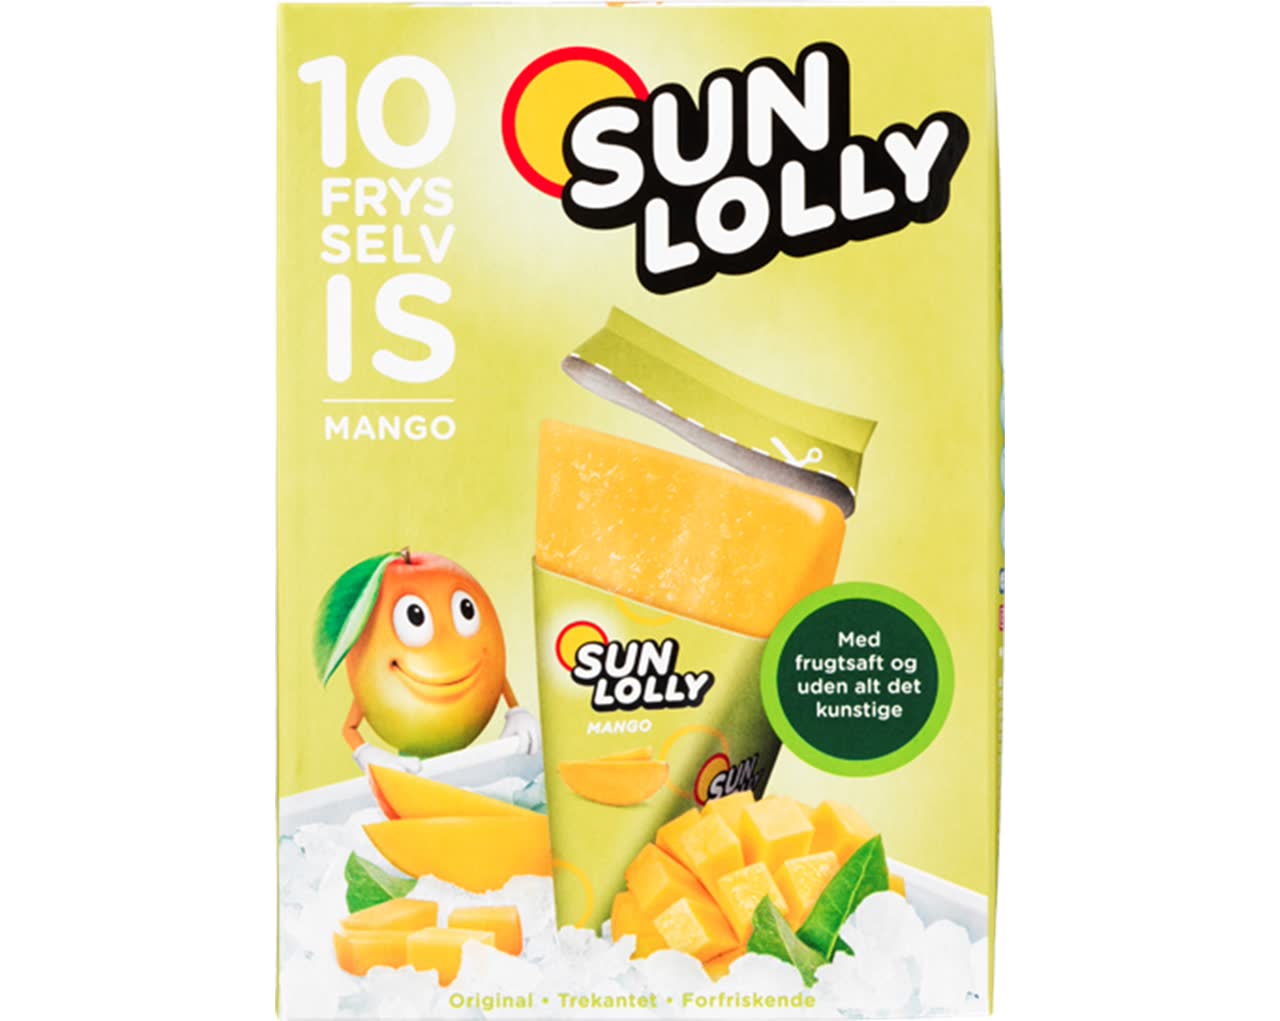 10
FRYS
SELV
IS
MANGO
SUN
LOLLY
SUN
LOLLY
MANGO
SUN
Med
frugtsaft og
uden alt det
kunstige
Original • Trekantet • Forfriskende